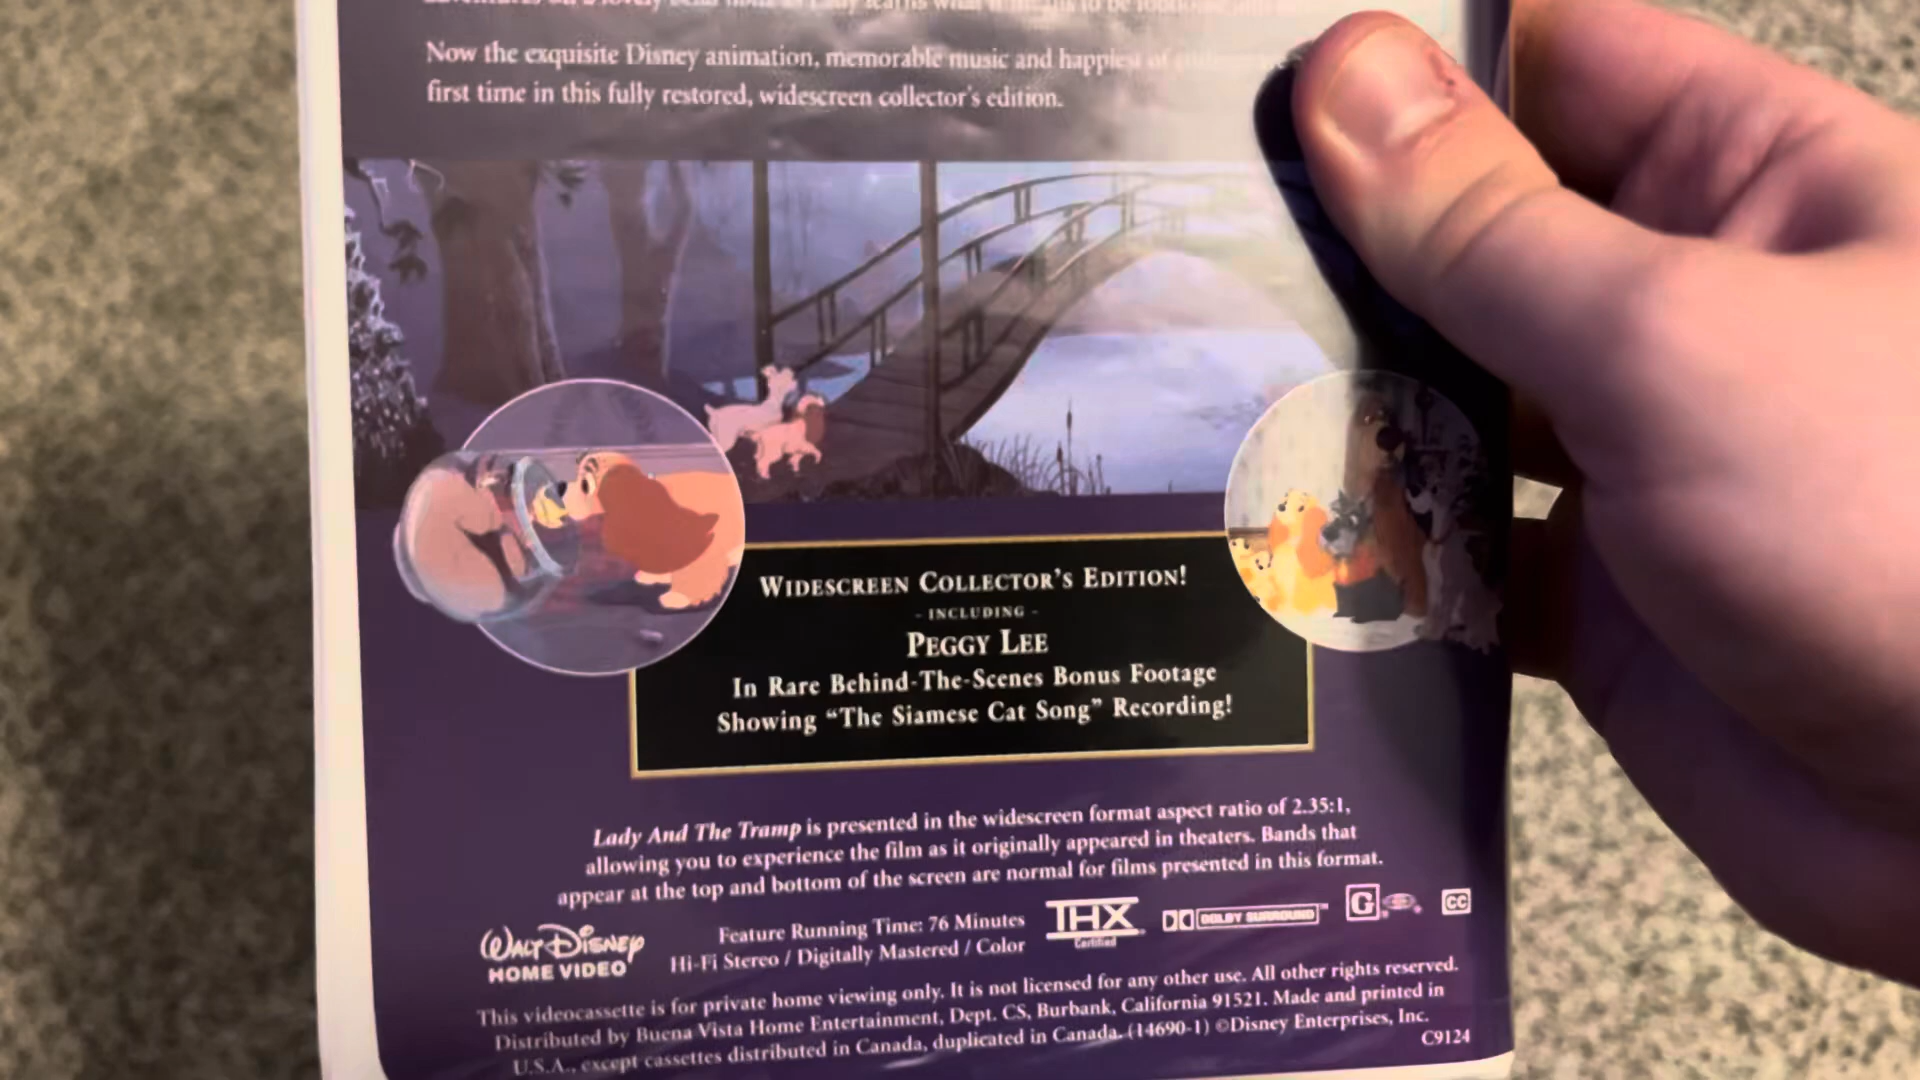 Now the exquisite Disney animation, memorable music and happiest of
first time in this fully restored, widescreen collector's edition.
WIDESCREEN COLLECTOR'S EDITION!
- INCLUDING -
PEGGY LEE
In Rare Behind-The-Scenes Bonus Footage
Showing “The Siamese Cat Song” Recording!
Lady And The Tramp is presented in the widescreen format aspect ratio of 2.35:1,
allowing you to experience the film as it originally appeared in theaters. Bands that
appear at the top and bottom of the screen are normal for films presented in this format.
WALT DISNEY
HOME VIDEO
Feature Running Time: 76 Minutes
Hi-Fi Stereo / Digitally Mastered / Color
THX
Certified
DOLBY SURROUND™
G
CC
This videocassette is for private home viewing only. It is not licensed for any other use. All other rights reserved.
Distributed by Buena Vista Home Entertainment, Dept. CS, Burbank, California 91521. Made and printed in
U.S.A., except cassettes distributed in Canada, duplicated in Canada. (14690-1) ©Disney Enterprises, Inc.
C9124